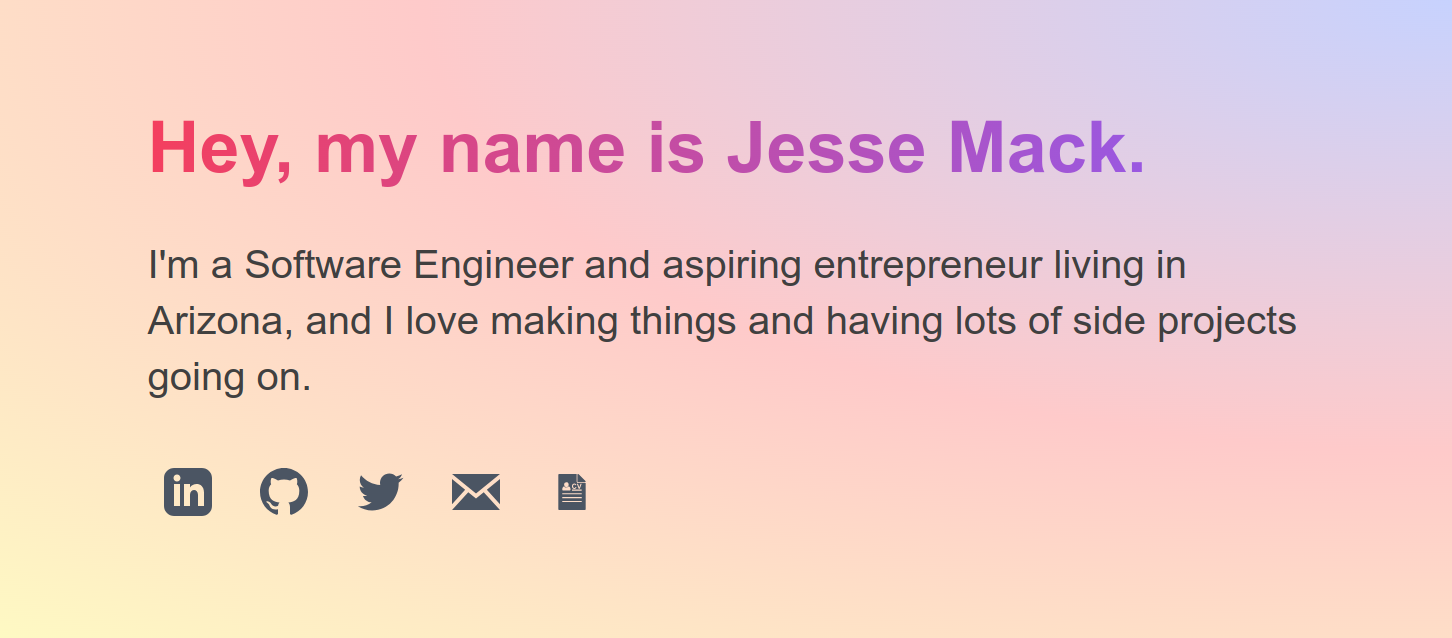 Hey, my name is Jesse Mack.
I'm a Software Engineer and aspiring entrepreneur living in
Arizona, and I love making things and having lots of side projects
going on.
in
CV